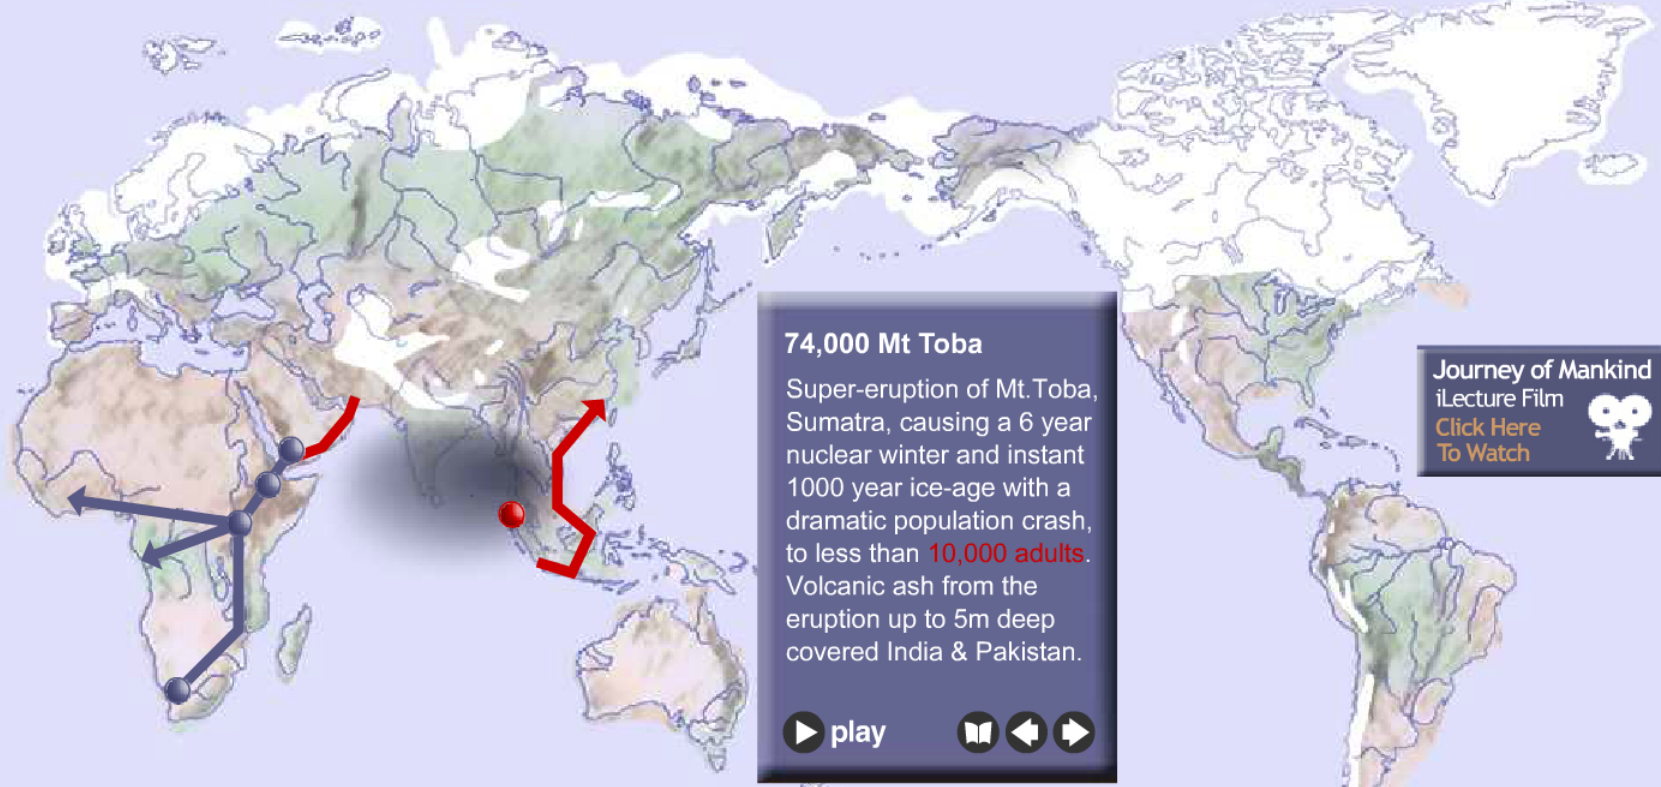 74,000 Mt Toba
Super-eruption of Mt.Toba,
Sumatra, causing a 6 year
nuclear winter and instant
1000 year ice-age with a
dramatic population crash,
to less than 10,000 adults.
Volcanic ash from the
eruption up to 5m deep
covered India & Pakistan.
play
Journey of Mankind
iLecture Film
Click Here
To Watch